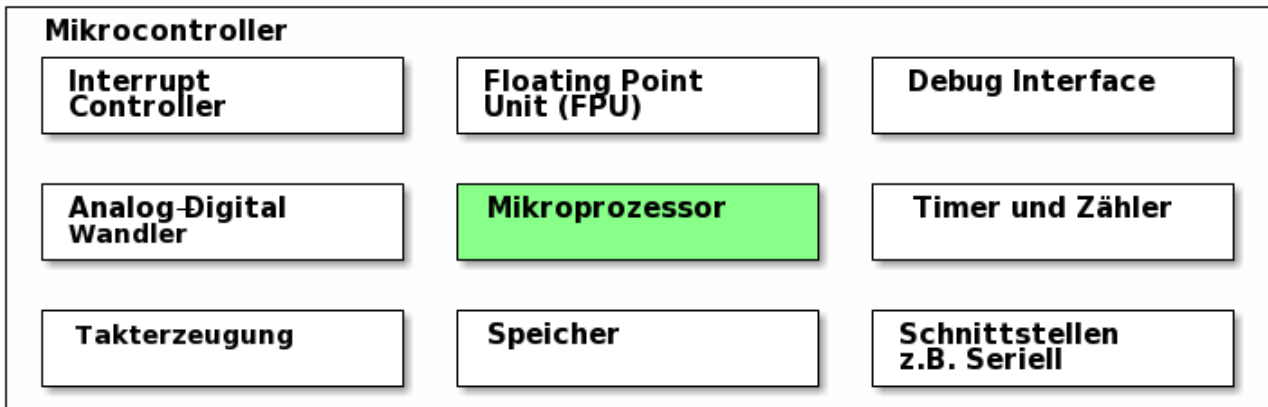 Mikrocontroller
Interrupt
Controller
Floating Point
Unit (FPU)
Debug Interface
Analog-Digital
Wandler
Mikroprozessor
Timer und Zähler
Takterzeugung
Speicher
Schnittstellen
z.B. Seriell